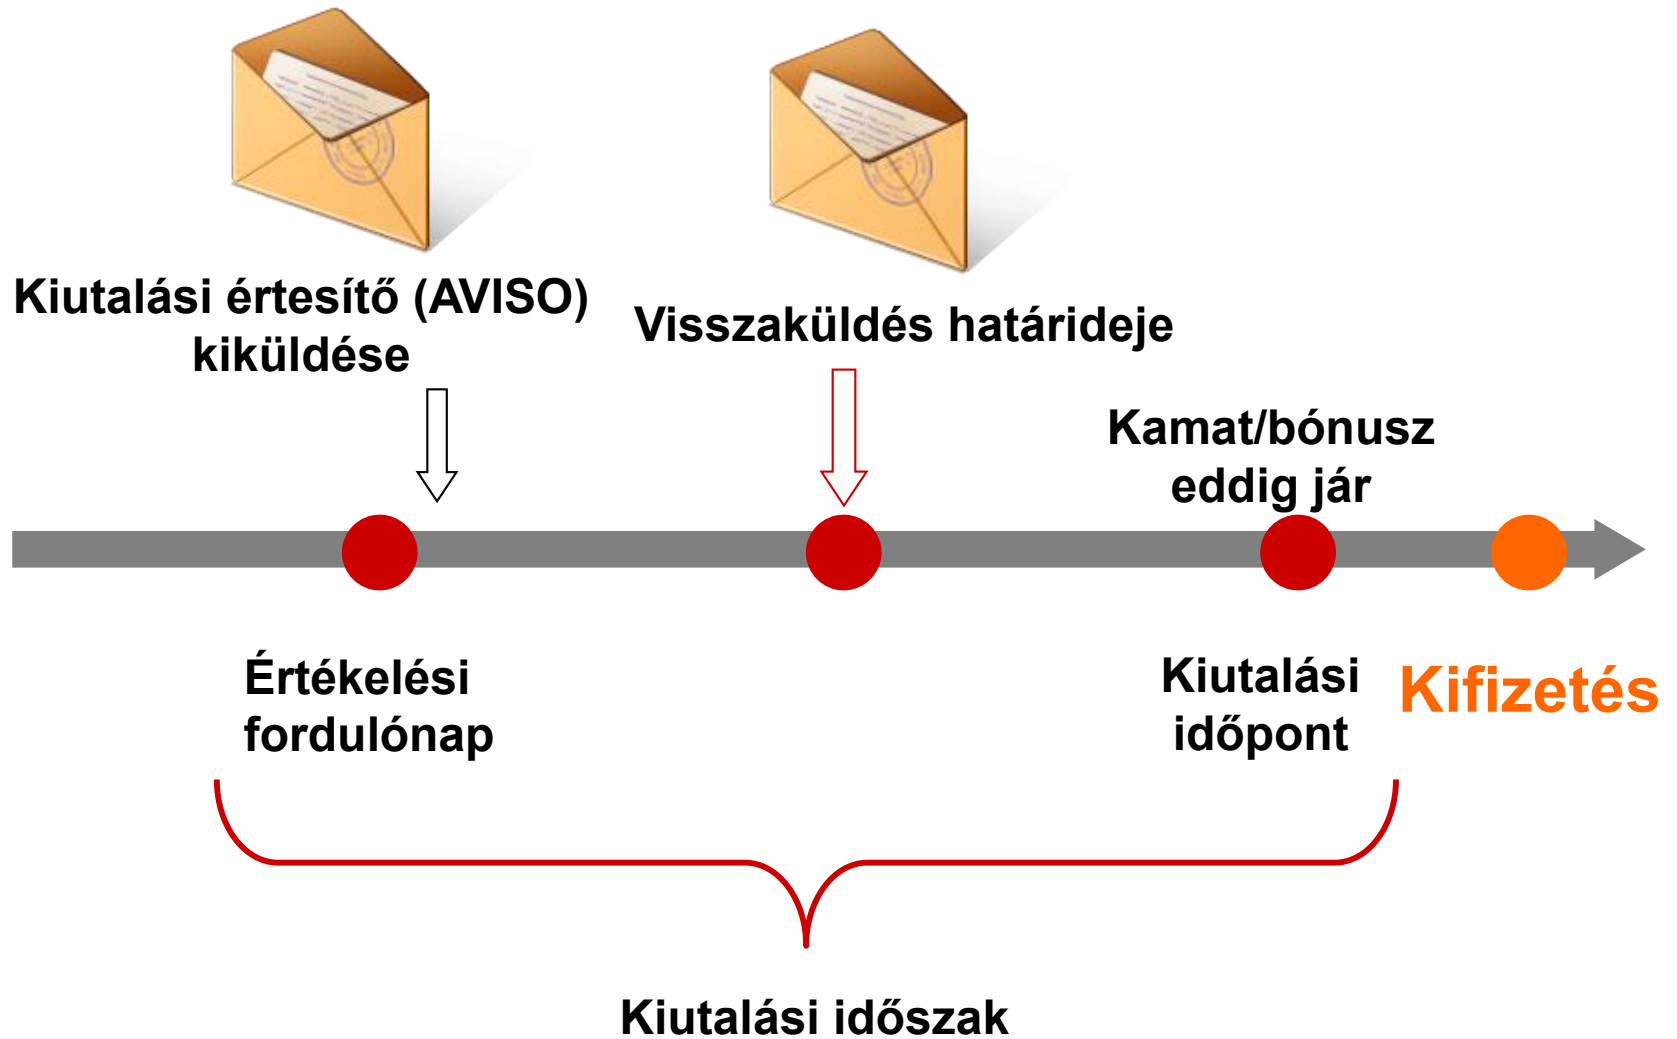 Kiutalási értesítő (AVISO)
kiküldése
Visszaküldés határideje
Kamat/bónusz
eddig jár
Értékelési
fordulónap
Kiutalási
időpont
Kifizetés
Kiutalási időszak